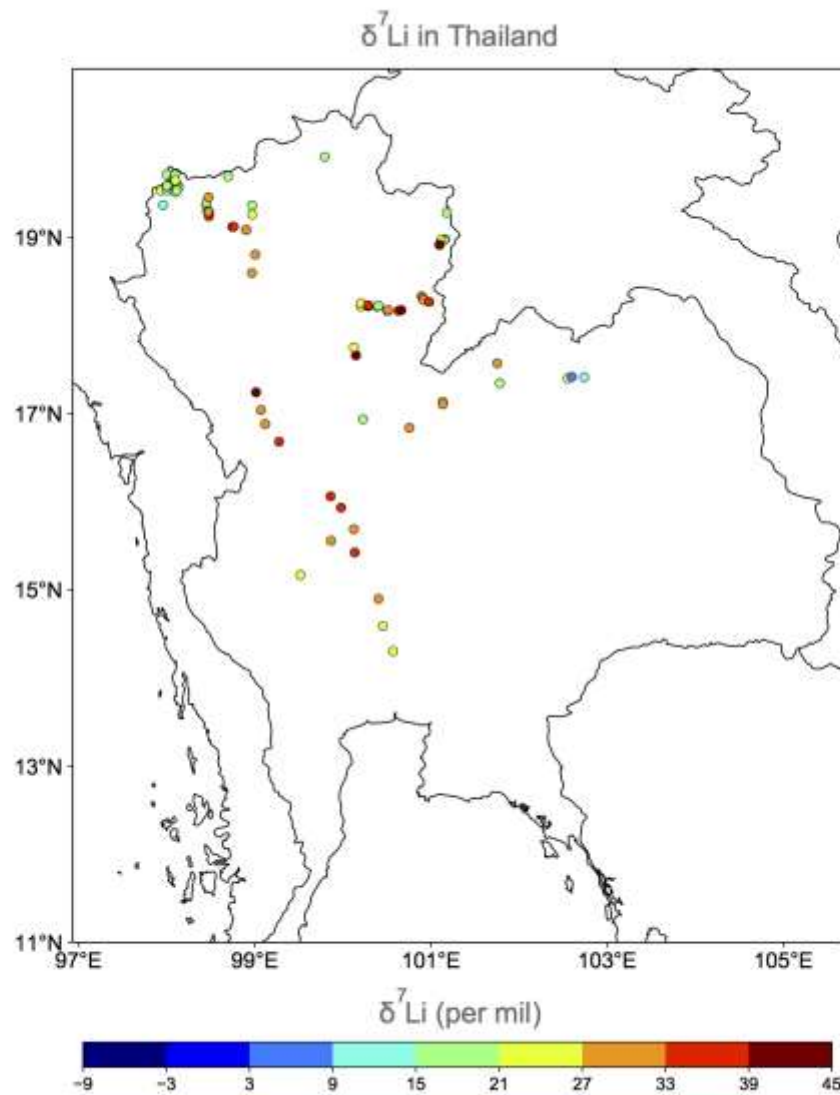 δ⁷Li in Thailand
19°N
17°N
15°N
13°N
11°N
97°E 99°E 101°E 103°E 105°E
δ⁷Li (per mil)
−9 −3 3 9 15 21 27 33 39 45